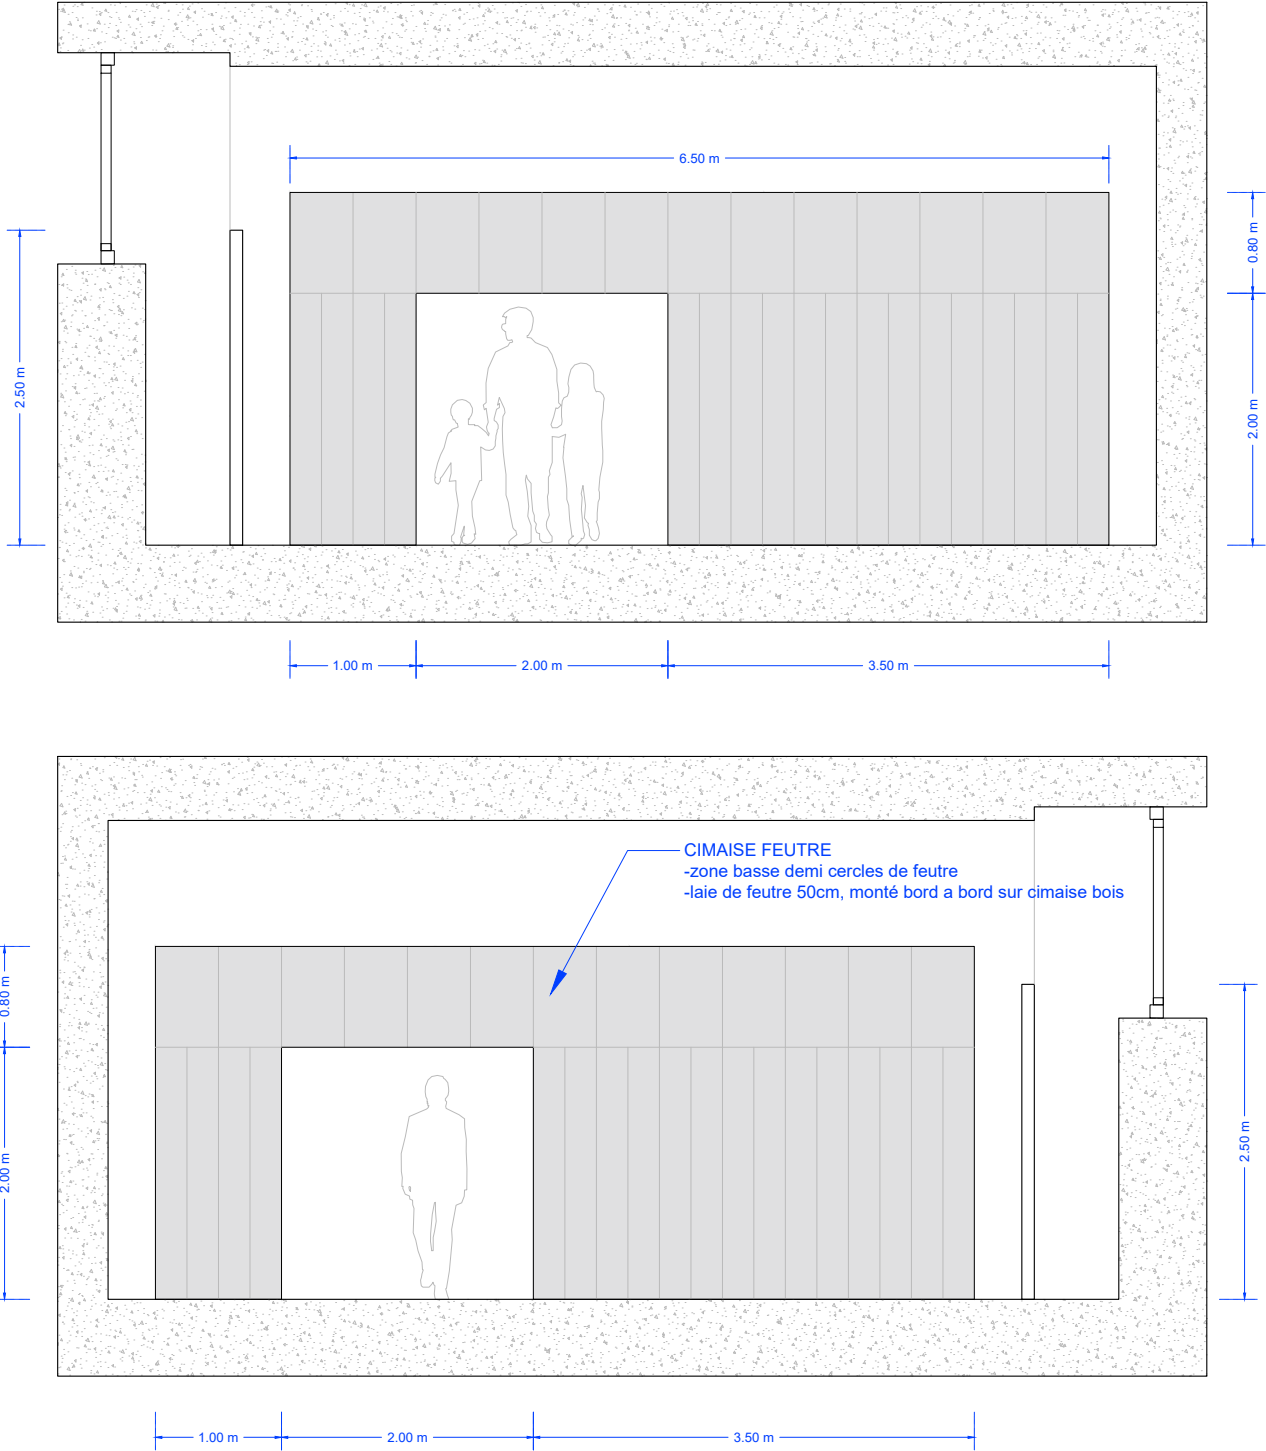 6.50 m
0.80 m
2.50 m
2.00 m
1.00 m
2.00 m
3.50 m
CIMAISE FEUTRE
-zone basse demi cercles de feutre
-laie de feutre 50cm, monté bord a bord sur cimaise bois
0.80 m
2.00 m
2.50 m
1.00 m
2.00 m
3.50 m